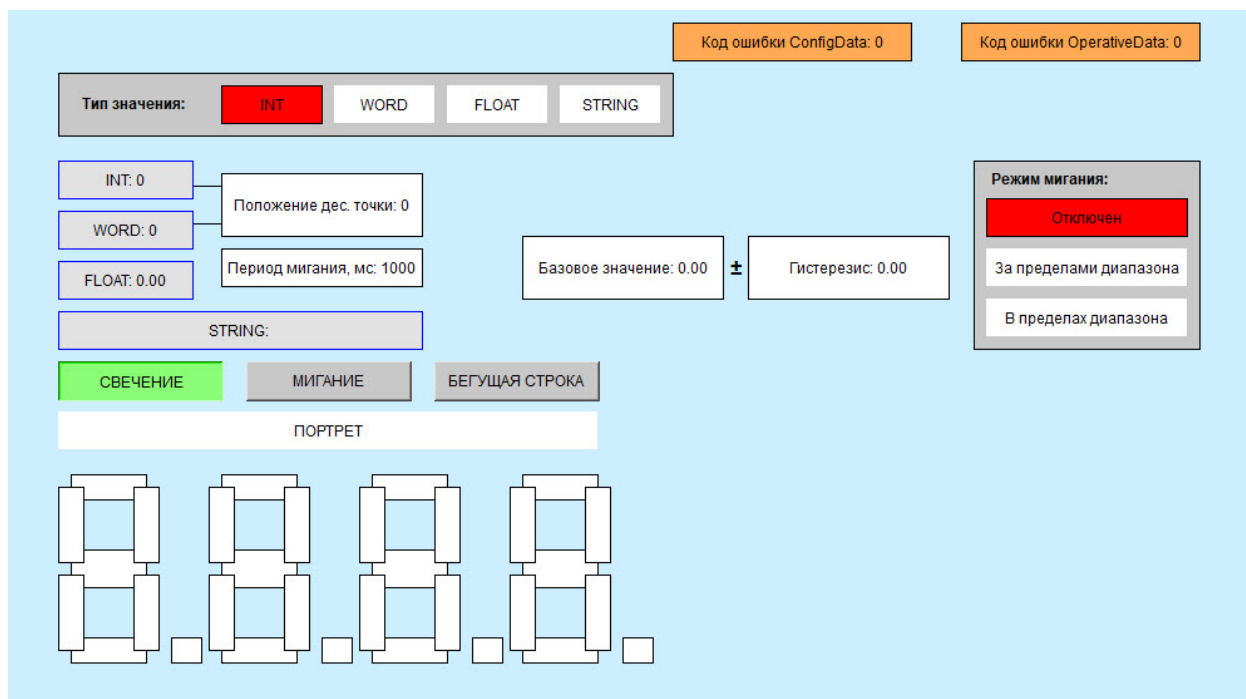 Код ошибки ConfigData: 0
Код ошибки OperativeData: 0
Тип значения:
INT
WORD
FLOAT
STRING
INT: 0
WORD: 0
FLOAT: 0.00
Положение дес. точки: 0
Период мигания, мс: 1000
STRING:
Базовое значение: 0.00
±
Гистерезис: 0.00
Режим мигания:
Отключен
За пределами диапазона
В пределах диапазона
СВЕЧЕНИЕ
МИГАНИЕ
БЕГУЩАЯ СТРОКА
ПОРТРЕТ